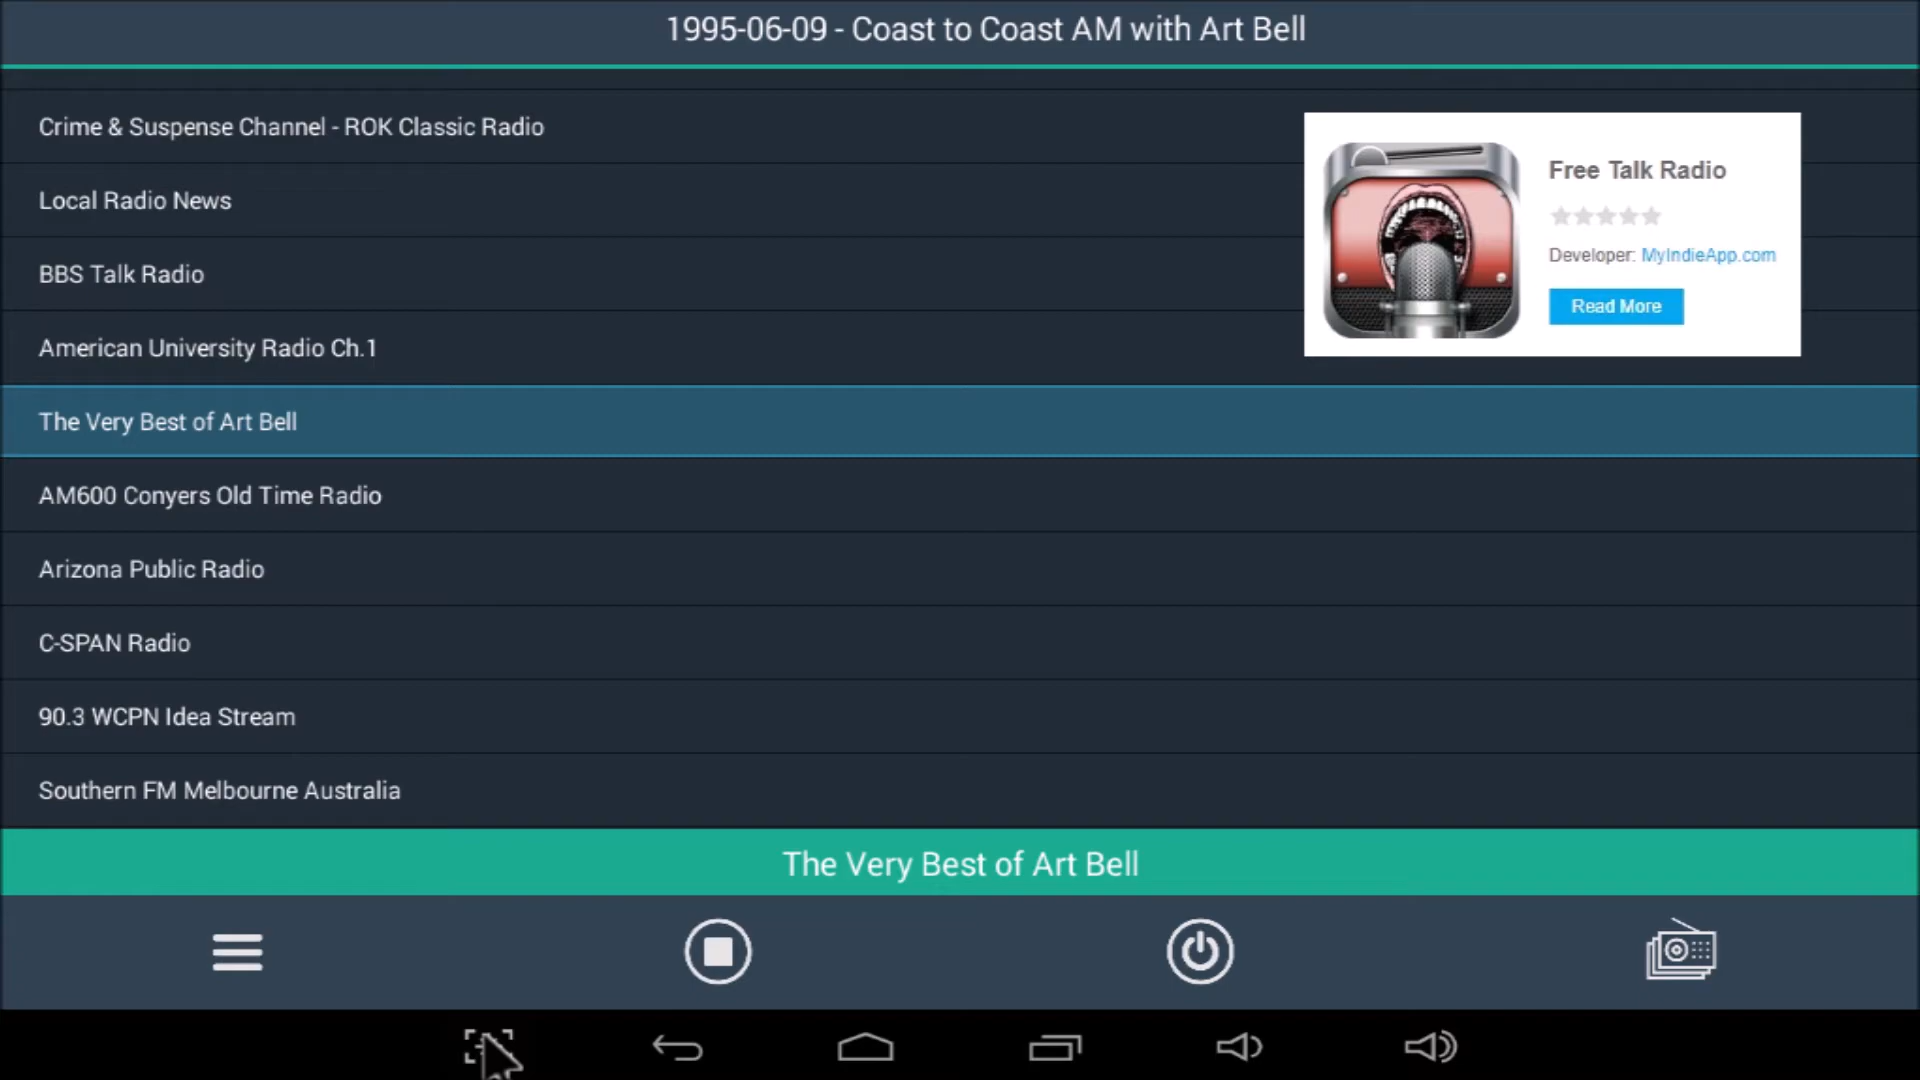 1995-06-09 - Coast to Coast AM with Art Bell
Crime & Suspense Channel - ROK Classic Radio
Local Radio News
BBS Talk Radio
American University Radio Ch.1
The Very Best of Art Bell
AM600 Conyers Old Time Radio
Arizona Public Radio
C-SPAN Radio
90.3 WCPN Idea Stream
Southern FM Melbourne Australia
Free Talk Radio
Developer: MyIndieApp.com
Read More
The Very Best of Art Bell